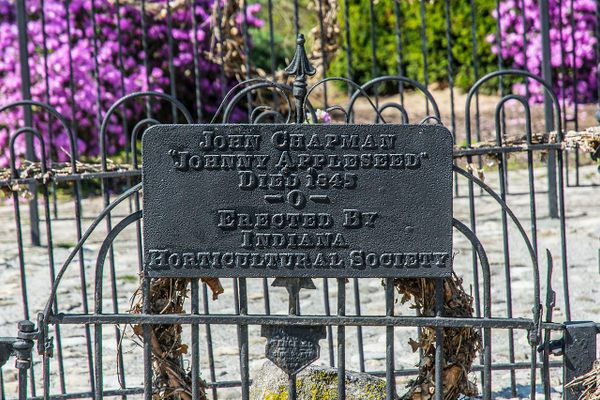 John Chapman
"Johnny Appleseed"
Died 1845
-O-
Erected By
Indiana
Horticultural Society